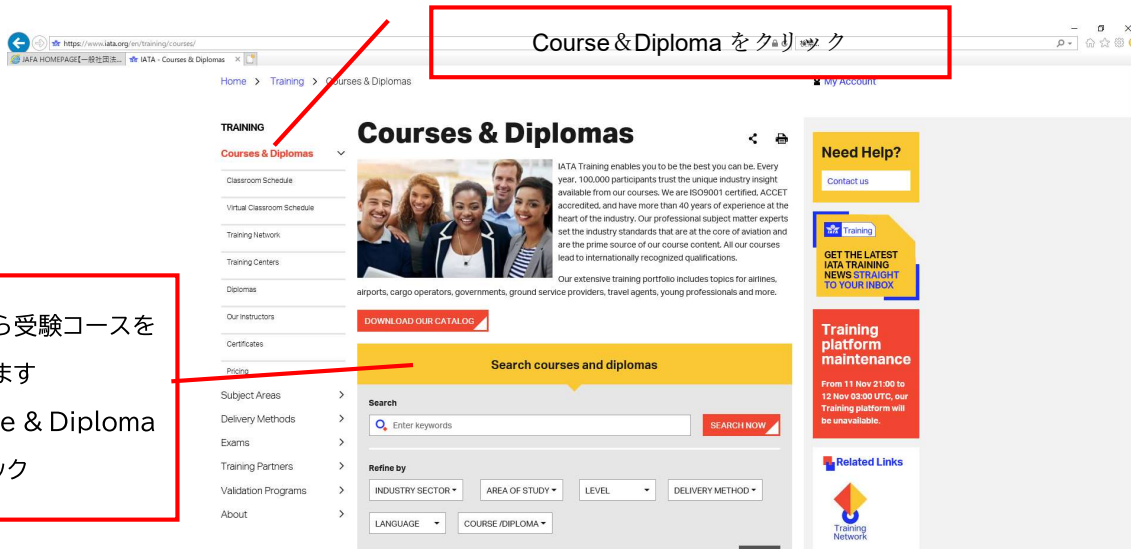 Course＆Diploma をクリック
https://www.iata.org/en/training/courses/
JAFA HOMEPAGE【一般社団法...
IATA - Courses & Diplomas
Home > Training > Courses & Diplomas
My Account
TRAINING
Courses & Diplomas
Classroom Schedule
Virtual Classroom Schedule
Training Network
Training Centers
Diplomas
Our Instructors
Certificates
Pricing
Subject Areas
Delivery Methods
Exams
Training Partners
Validation Programs
About
ら受験コースを
ます
e & Diploma
ック
Courses & Diplomas
IATA Training enables you to be the best you can be. Every
year, 100,000 participants trust the unique industry insight
available from our courses. We are ISO9001 certified, ACCET
accredited, and have more than 40 years of experience at the
heart of the industry. Our professional subject matter experts
set the industry standards that are at the core of aviation and
are the prime source of our course content. All our courses
lead to internationally recognized qualifications.
Our extensive training portfolio includes topics for airlines,
airports, cargo operators, governments, ground service providers, travel agents, young professionals and more.
DOWNLOAD OUR CATALOG
Search courses and diplomas
Search
Enter keywords
SEARCH NOW
Refine by
INDUSTRY SECTOR
AREA OF STUDY
LEVEL
DELIVERY METHOD
LANGUAGE
COURSE /DIPLOMA
Need Help?
Contact us
Training
GET THE LATEST
IATA TRAINING
NEWS STRAIGHT
TO YOUR INBOX
Training
platform
maintenance
From 11 Nov 21:00 to
12 Nov 03:00 UTC, our
Training platform will
be unavailable.
Related Links
Training
Network